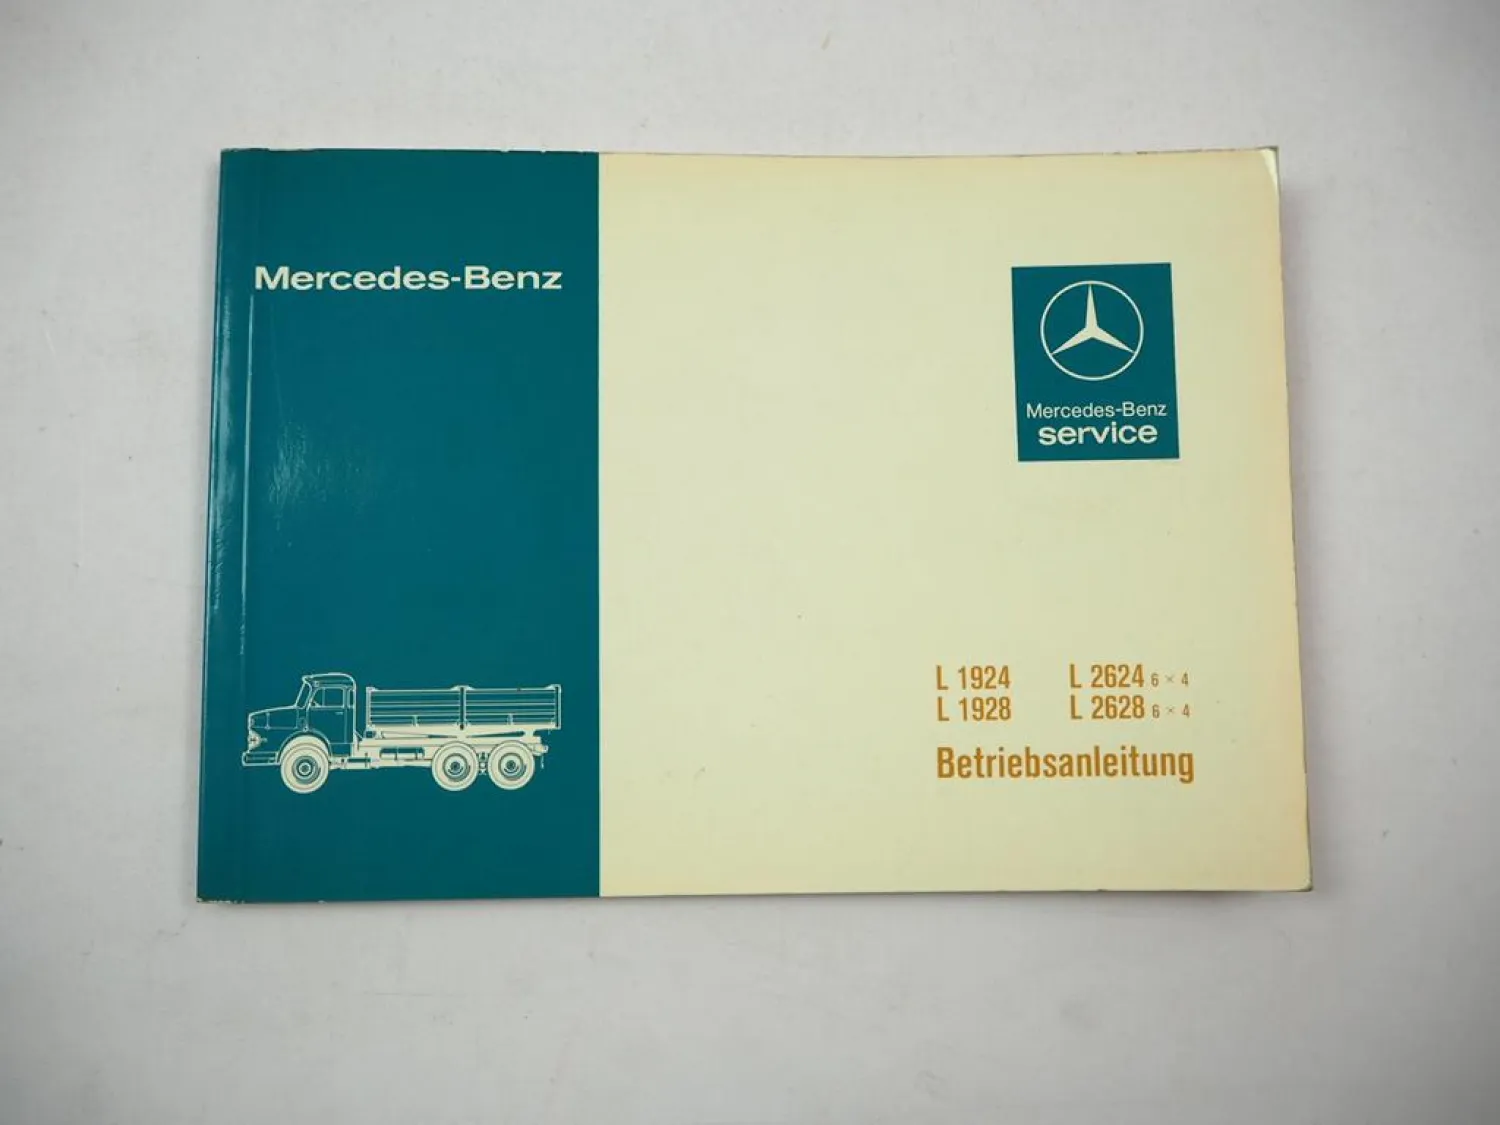 Mercedes-Benz
Mercedes-Benz
service
L 1924 L 2624 6 × 4
L 1928 L 2628 6 × 4
Betriebsanleitung